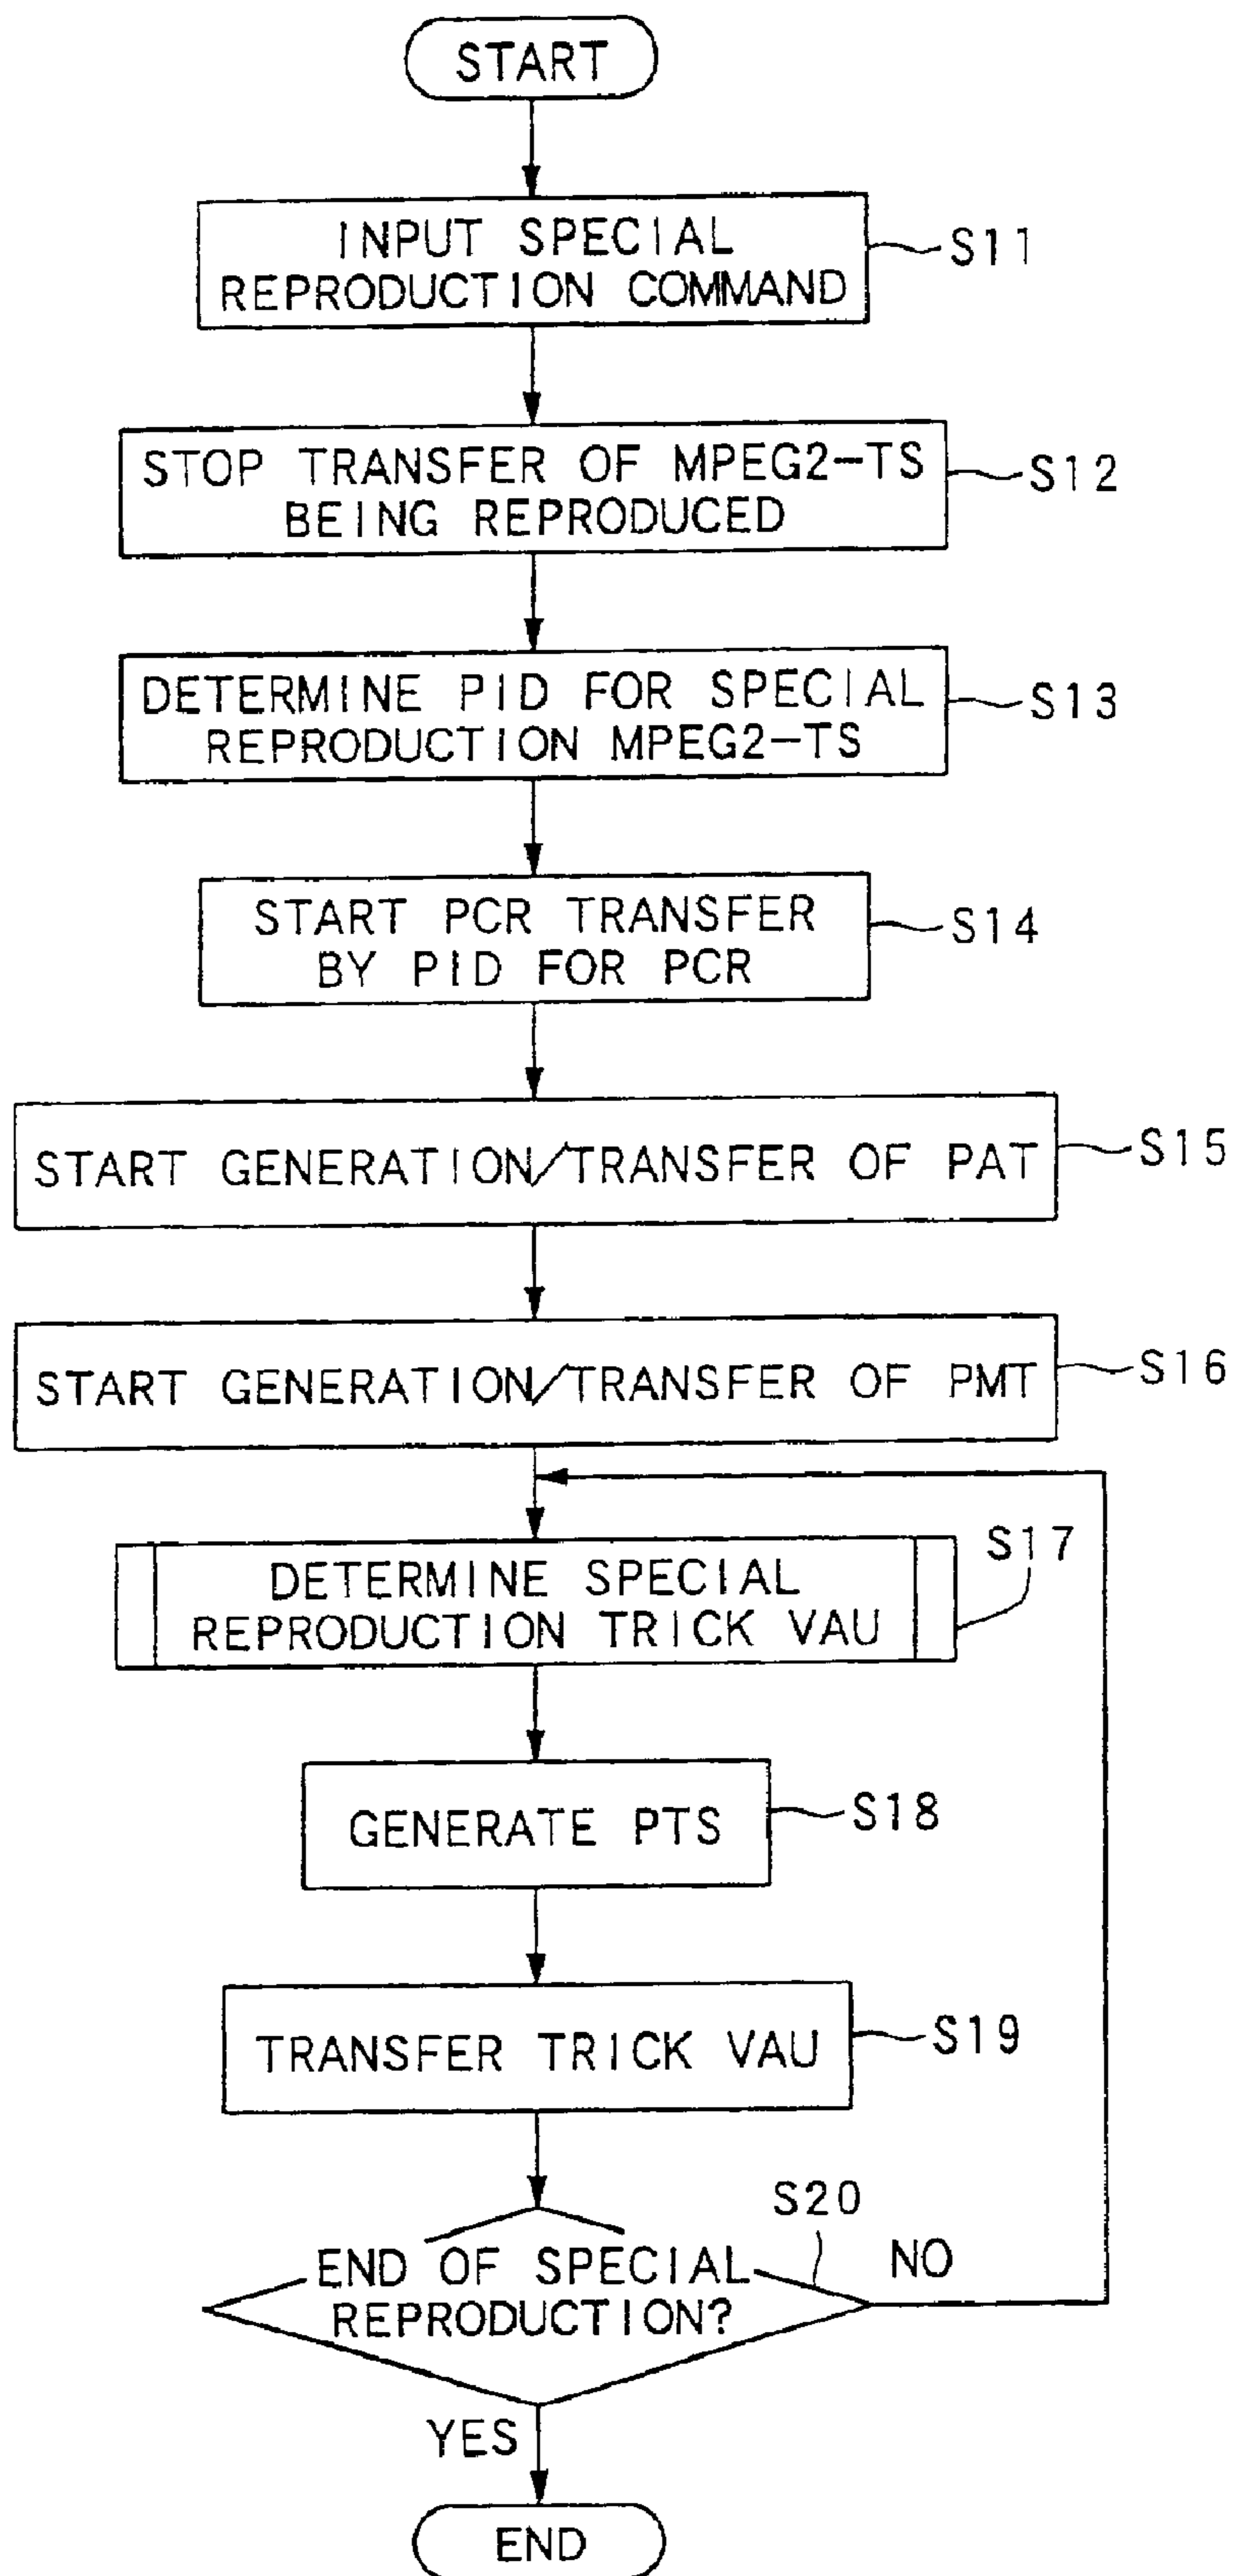 START
INPUT SPECIAL
REPRODUCTION COMMAND
S11
STOP TRANSFER OF MPEG2-TS
BEING REPRODUCED
S12
DETERMINE PID FOR SPECIAL
REPRODUCTION MPEG2-TS
S13
START PCR TRANSFER
BY PID FOR PCR
S14
START GENERATION/TRANSFER OF PAT
S15
START GENERATION/TRANSFER OF PMT
S16
DETERMINE SPECIAL
REPRODUCTION TRICK VAU
S17
GENERATE PTS
S18
TRANSFER TRICK VAU
S19
END OF SPECIAL
REPRODUCTION?
S20
NO
YES
END